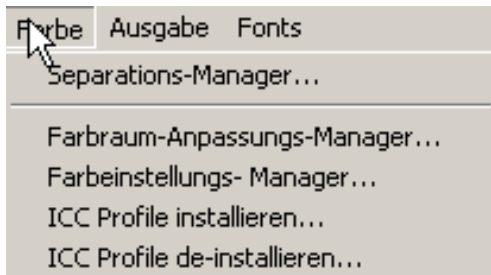 Farbe Ausgabe Fonts
Separations-Manager...
Farbraum-Anpassungs-Manager...
Farbeinstellungs- Manager...
ICC Profile installieren...
ICC Profile de-installieren...